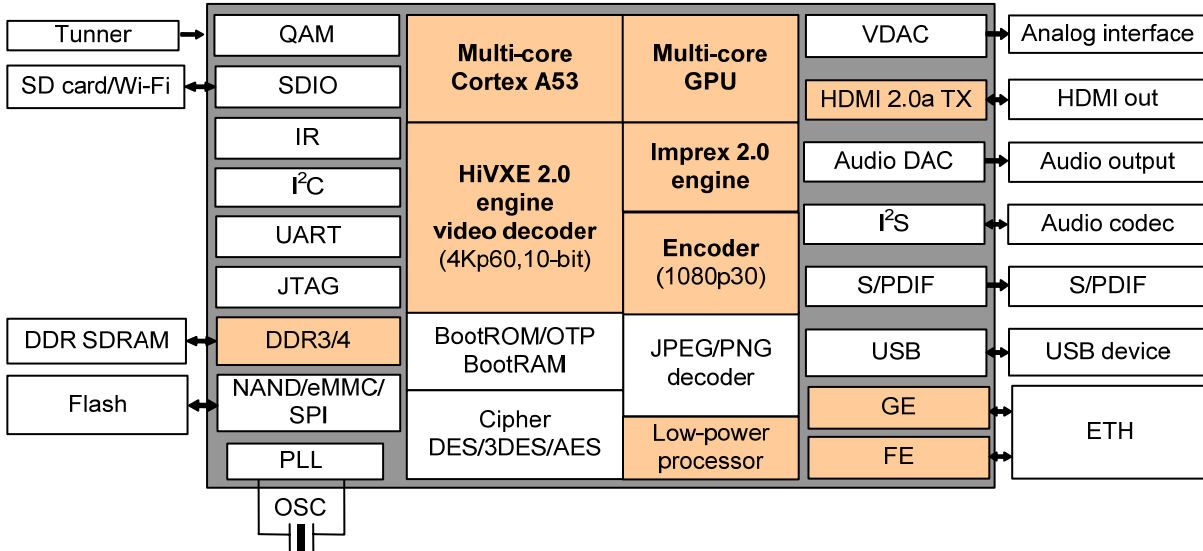 Tunner
SD card/Wi-Fi
DDR SDRAM
Flash
QAM
SDIO
IR
I²C
UART
JTAG
DDR3/4
NAND/eMMC/
SPI
PLL
OSC
Multi-core
Cortex A53
HiVXE 2.0
engine
video decoder
(4Kp60,10-bit)
BootROM/OTP
BootRAM
Cipher
DES/3DES/AES
Multi-core
GPU
Imprex 2.0
engine
Encoder
(1080p30)
JPEG/PNG
decoder
Low-power
processor
VDAC
HDMI 2.0a TX
Audio DAC
I²S
S/PDIF
USB
GE
FE
Analog interface
HDMI out
Audio output
Audio codec
S/PDIF
USB device
ETH